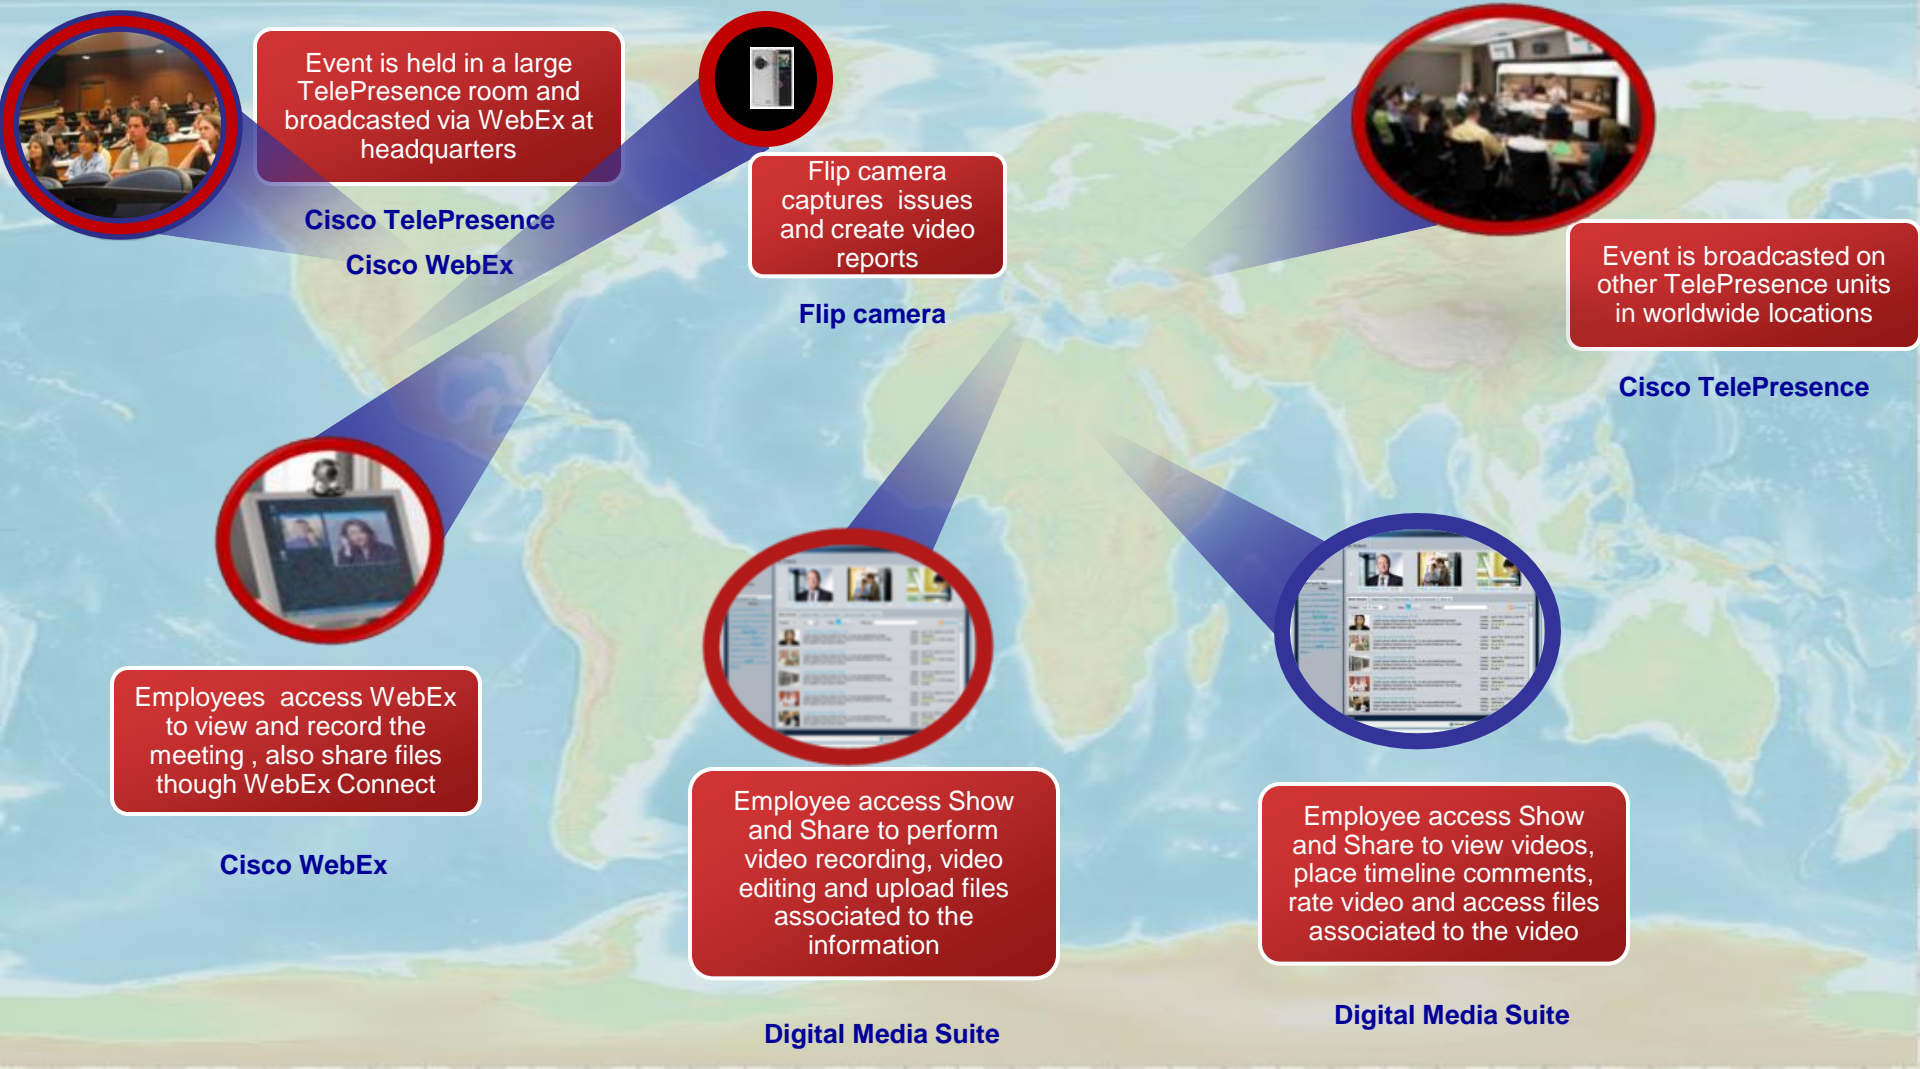 Event is held in a large
TelePresence room and
broadcasted via WebEx at
headquarters
Cisco TelePresence
Cisco WebEx
Flip camera
captures  issues
and create video
reports
Flip camera
Event is broadcasted on
other TelePresence units
in worldwide locations
Cisco TelePresence
Employees  access WebEx
to view and record the
meeting , also share files
though WebEx Connect
Cisco WebEx
Employee access Show
and Share to perform
video recording, video
editing and upload files
associated to the
information
Digital Media Suite
Employee access Show
and Share to view videos,
place timeline comments,
rate video and access files
associated to the video
Digital Media Suite